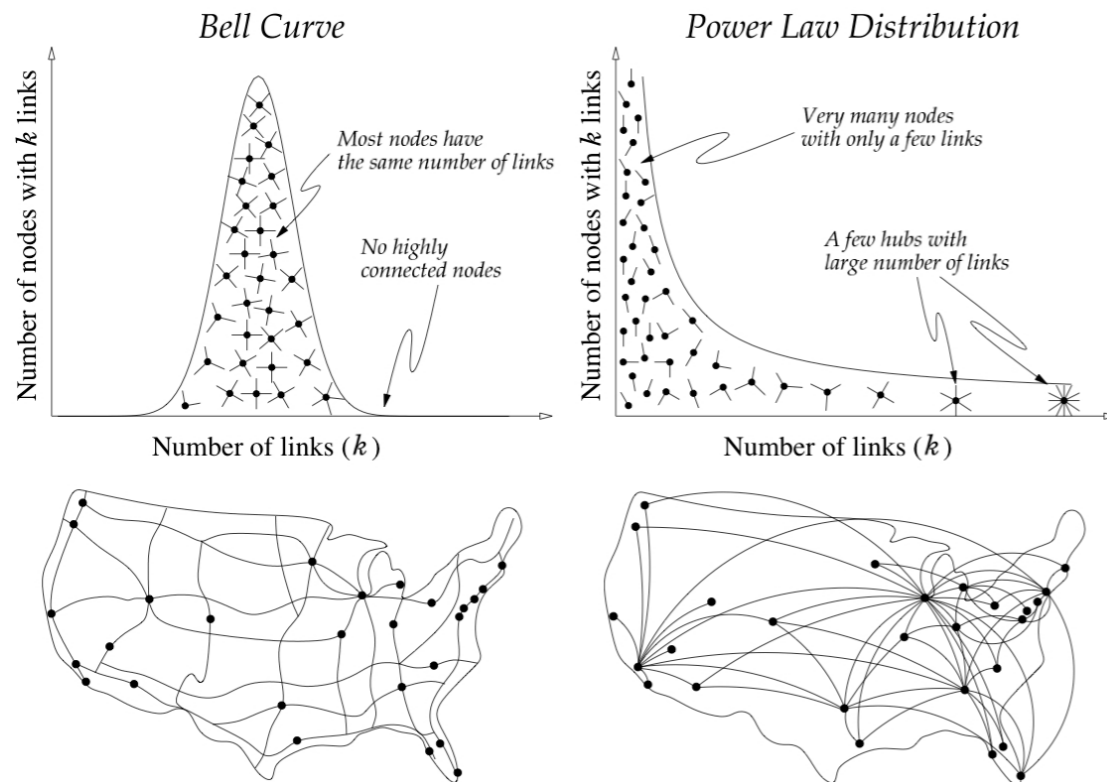 Bell Curve
Number of nodes with k links
Most nodes have
the same number of links
No highly
connected nodes
Number of links (k)
Power Law Distribution
Number of nodes with k links
Very many nodes
with only a few links
A few hubs with
large number of links
Number of links (k)